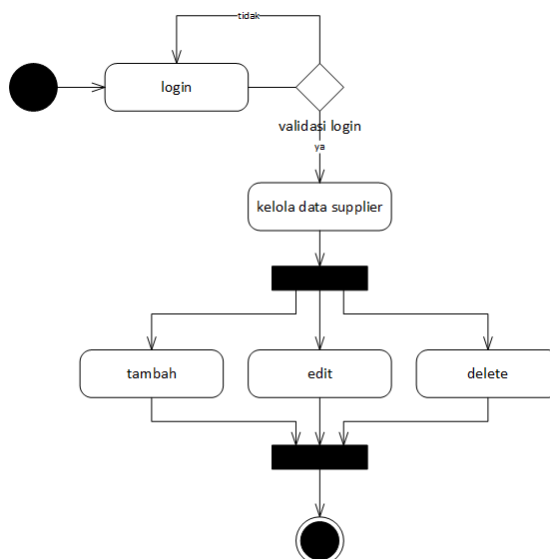 tidak
login
validasi login
ya
kelola data supplier
tambah
edit
delete